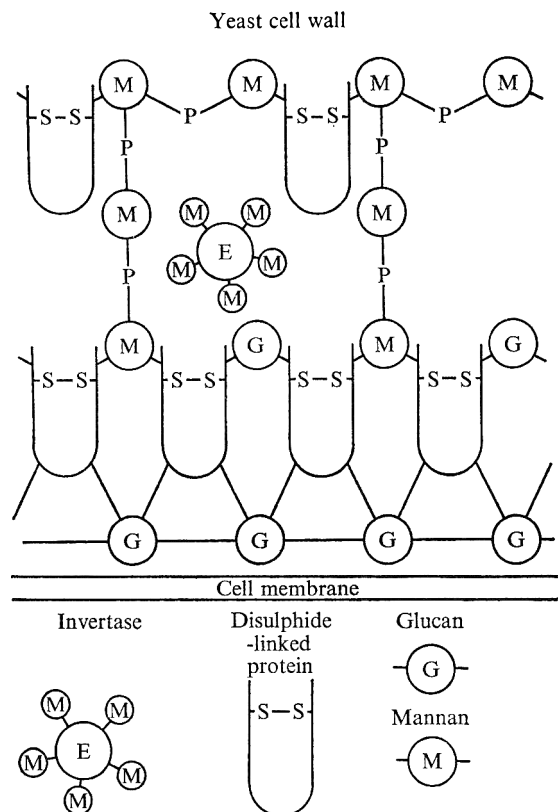 Yeast cell wall
M M M M
S–S P S–S P
P P
M M
M M E M M M
P P
M G M G
S–S S–S S–S S–S
G G G G
Cell membrane
Invertase Disulphide Glucan
-linked
protein
G
S–S Mannan
M M
M E M M
M